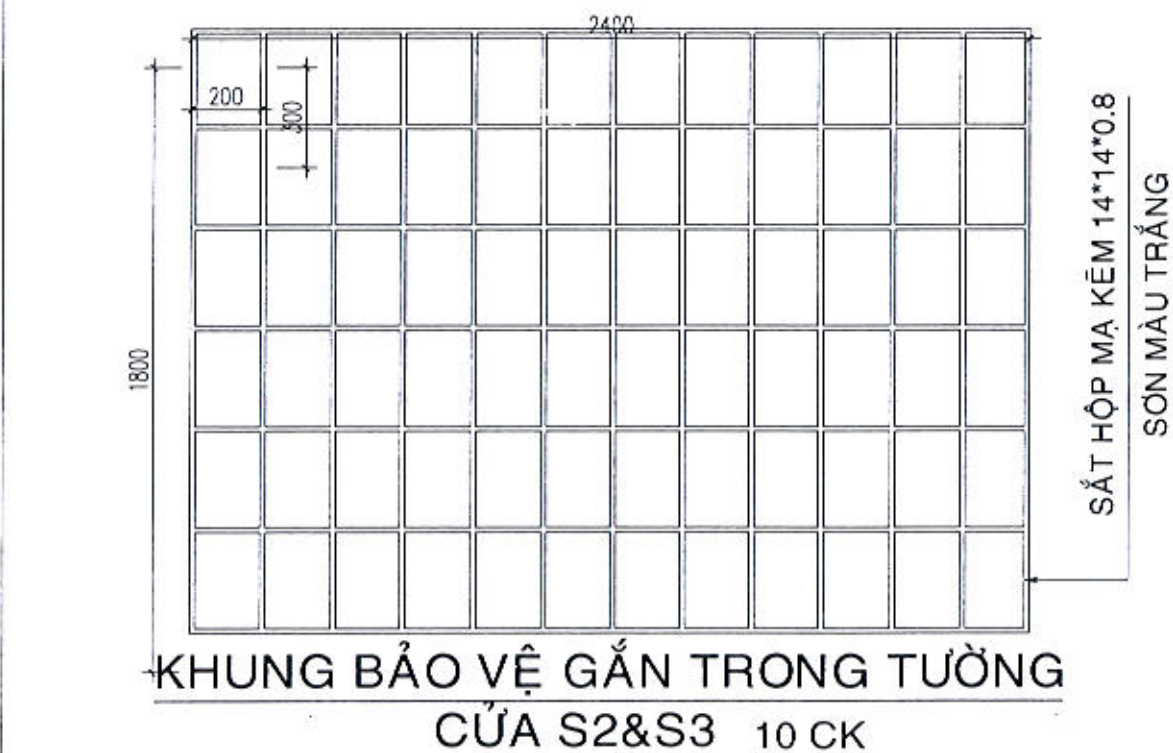 2400
200
300
1800
SẮT HỘP MẠ KẼM 14*14*0.8
SƠN MÀU TRẮNG
KHUNG BẢO VỆ GẮN TRONG TƯỜNG
CỬA S2&S3 10 CK